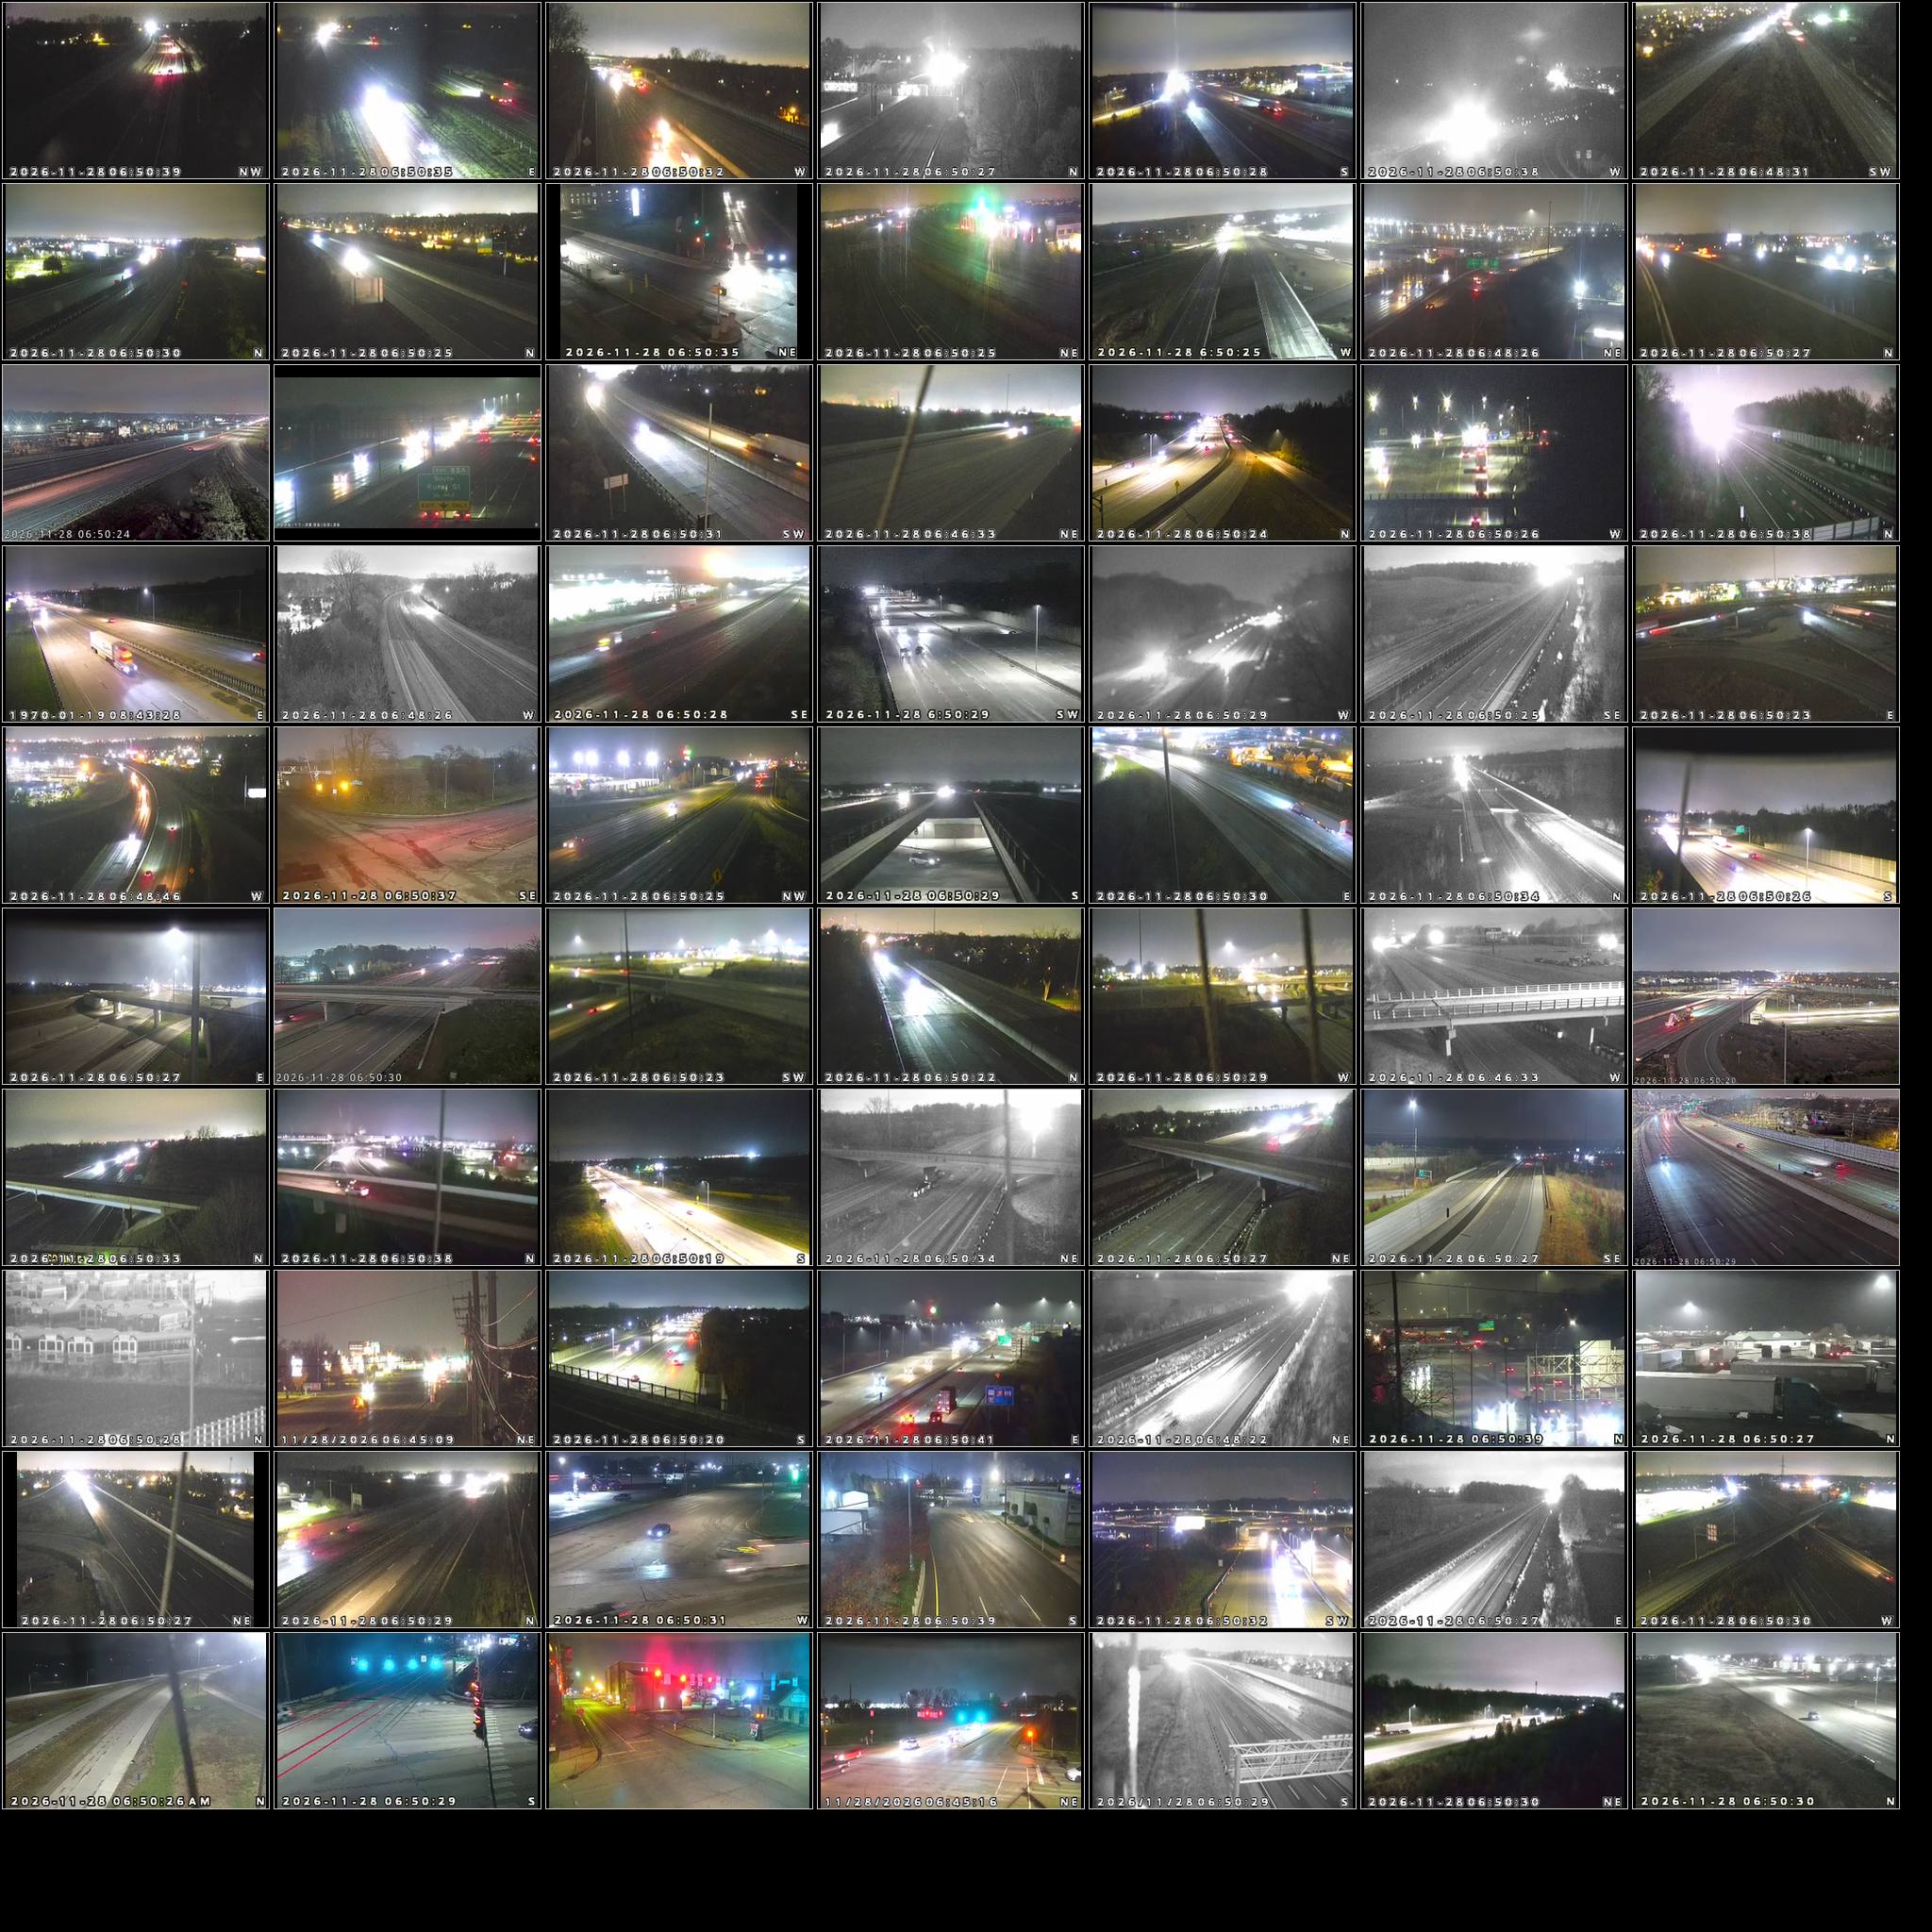 2026-11-28 06:50:39 NW
2026-11-28 06:50:35 E
2026-11-28 06:50:32 W
2026-11-28 06:50:27 N
2026-11-28 06:50:28 S
2026-11-28 06:50:38 W
2026-11-28 06:48:31 SW
2026-11-28 06:50:30 N
2026-11-28 06:50:25 N
2026-11-28 06:50:35 NE
2026-11-28 06:50:25 NE
2026-11-28 6:50:25 W
2026-11-28 06:48:26 NE
2026-11-28 06:50:27 N
2026-11-28 06:50:24
South
Rural St
2026-11-28 06:50:31 SW
2026-11-28 06:46:33 NE
2026-11-28 06:50:24 N
2026-11-28 06:50:26 W
2026-11-28 06:50:38 N
1970-01-19 08:43:28 E
2026-11-28 06:48:26 W
2026-11-28 06:50:28 SE
2026-11-28 6:50:29 SW
2026-11-28 06:50:29 W
2026-11-28 06:50:25 SE
2026-11-28 06:50:23 E
2026-11-28 06:48:46 W
2026-11-28 06:50:37 SE
2026-11-28 06:50:25 NW
2026-11-28 06:50:29 S
2026-11-28 06:50:30 E
2026-11-28 06:50:34 N
2026-11-28 06:50:26 S
2026-11-28 06:50:27 E
2026-11-28 06:50:30
2026-11-28 06:50:23 SW
2026-11-28 06:50:22 N
2026-11-28 06:50:29 W
2026-11-28 06:46:33 W
2026-11-28 06:50:20
2026-11-28 06:50:33 N
2026-11-28 06:50:38 N
2026-11-28 06:50:19 S
2026-11-28 06:50:34 NE
2026-11-28 06:50:27 NE
2026-11-28 06:50:27 SE
2026-11-28 06:50:29
2026-11-28 06:50:28 N
11/28/2026 06:45:09 NE
2026-11-28 06:50:20 S
2026-11-28 06:50:41 E
2026-11-28 06:48:22 NE
2026-11-28 06:50:39 N
2026-11-28 06:50:27 N
2026-11-28 06:50:27 NE
2026-11-28 06:50:29 N
2026-11-28 06:50:31 W
2026-11-28 06:50:39 S
2026-11-28 06:50:32 SW
2026-11-28 06:50:27 E
2026-11-28 06:50:30 W
2026-11-28 06:50:26 AM N
2026-11-28 06:50:29 S
11/28/2026 06:45:16 NE
2026/11/28 06:50:29 S
2026-11-28 06:50:30 NE
2026-11-28 06:50:30 N